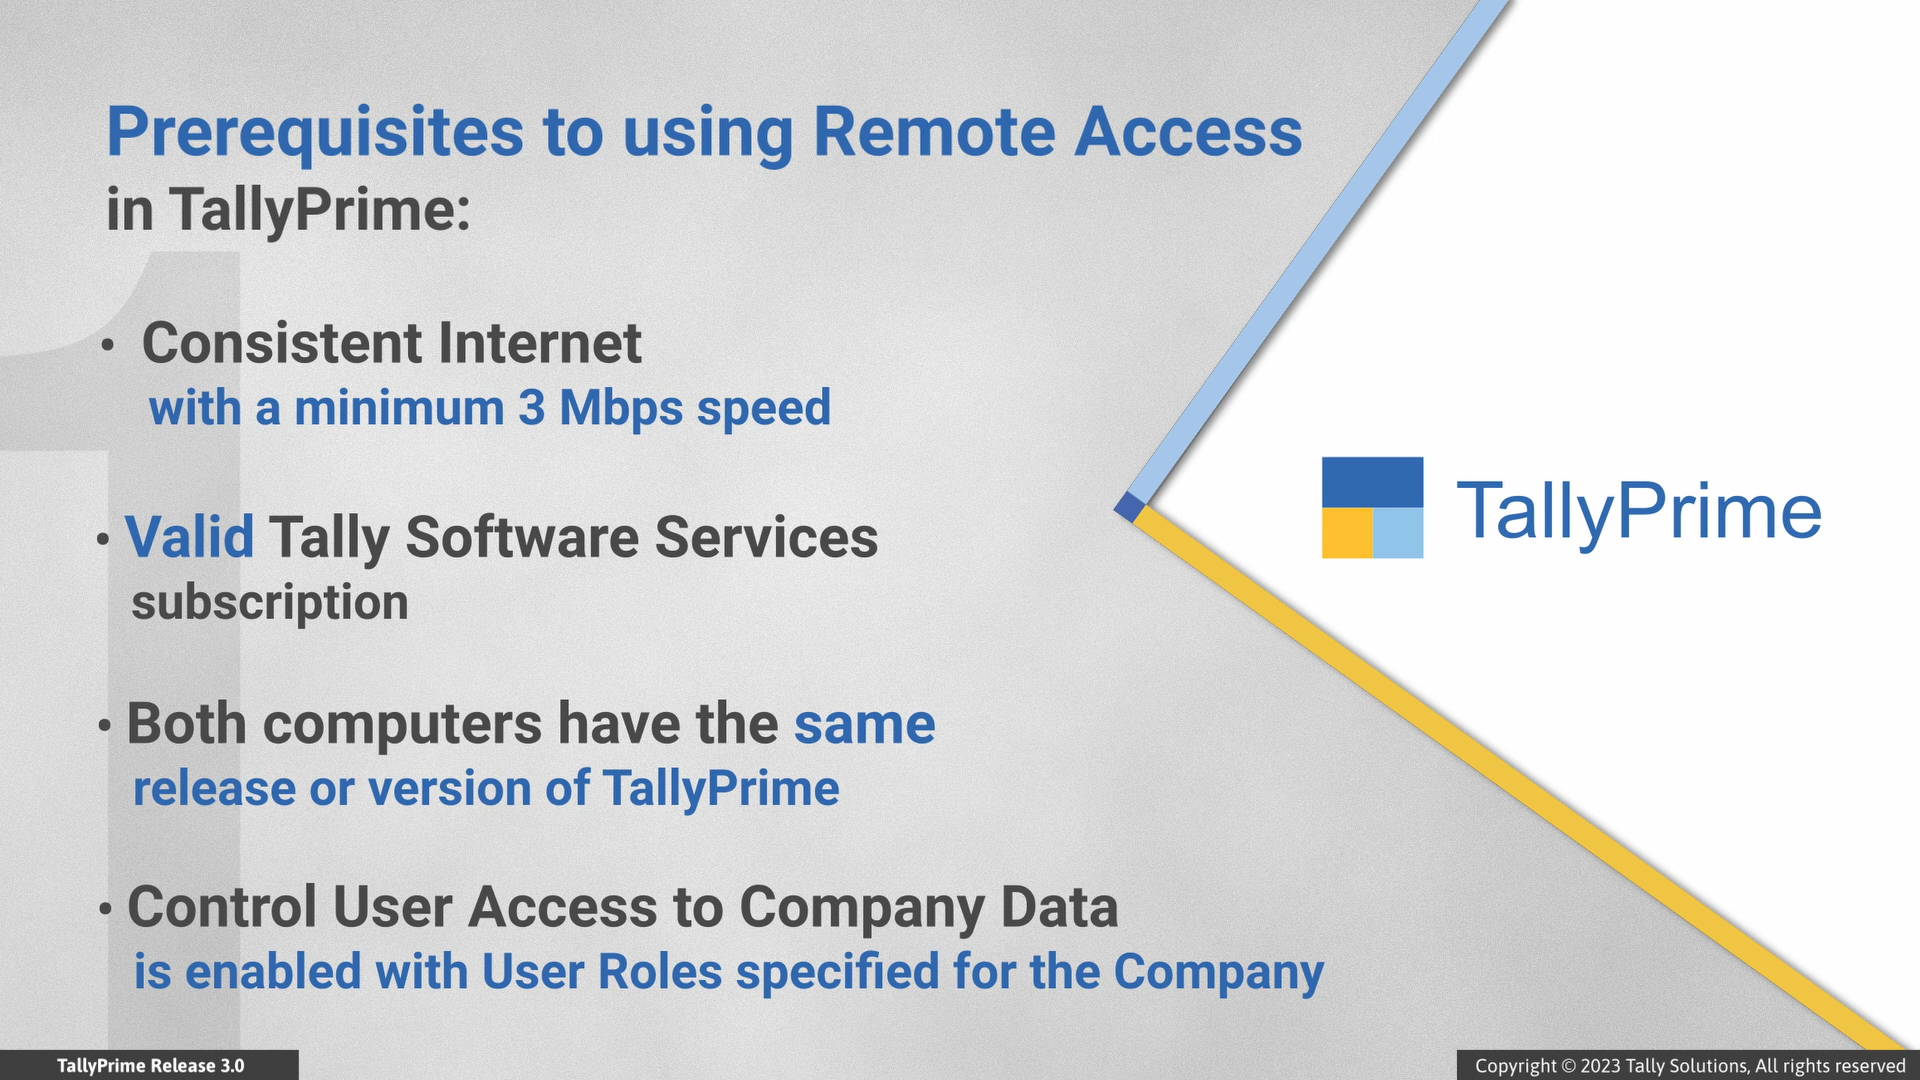 Prerequisites to using Remote Access
in TallyPrime:
1
• Consistent Internet
with a minimum 3 Mbps speed
• Valid Tally Software Services
subscription
• Both computers have the same
release or version of TallyPrime
• Control User Access to Company Data
is enabled with User Roles specified for the Company
TallyPrime
TallyPrime Release 3.0
Copyright © 2023 Tally Solutions, All rights reserved